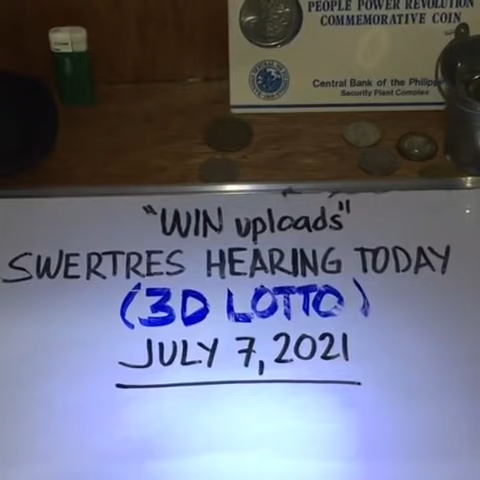 PEOPLE POWER REVOLUTION
COMMEMORATIVE COIN
Central Bank of the Philipp
Security Plant Complex
"WIN uploads"
SWERTRES HEARING TODAY
(3D LOTTO)
JULY 7, 2021